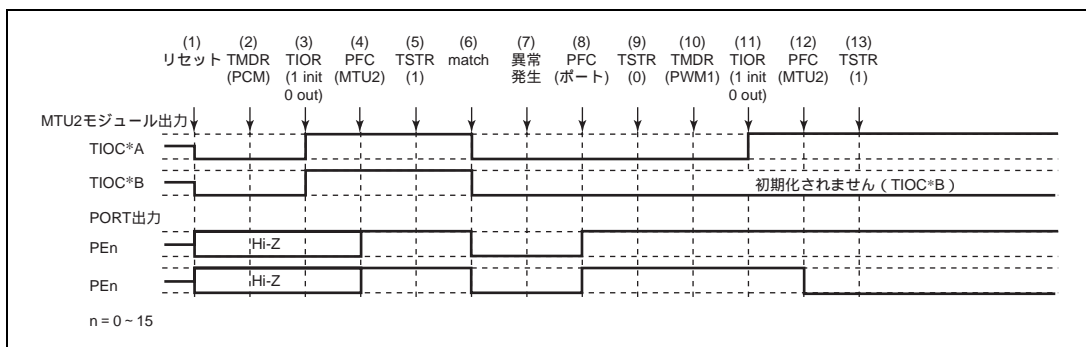 (1) (2) (3) (4) (5) (6) (7) (8) (9) (10) (11) (12) (13)
リセット TMDR TIOR PFC TSTR match 異常 PFC TSTR TMDR TIOR PFC TSTR
(PCM) (1 init (MTU2) (1) 発生 (ポート) (0) (PWM1) (1 init (MTU2) (1)
0 out) 0 out)
MTU2モジュール出力
TIOC*A
TIOC*B 初期化されません(TIOC*B)
PORT出力
PEn Hi-Z
PEn Hi-Z
n = 0 ~ 15